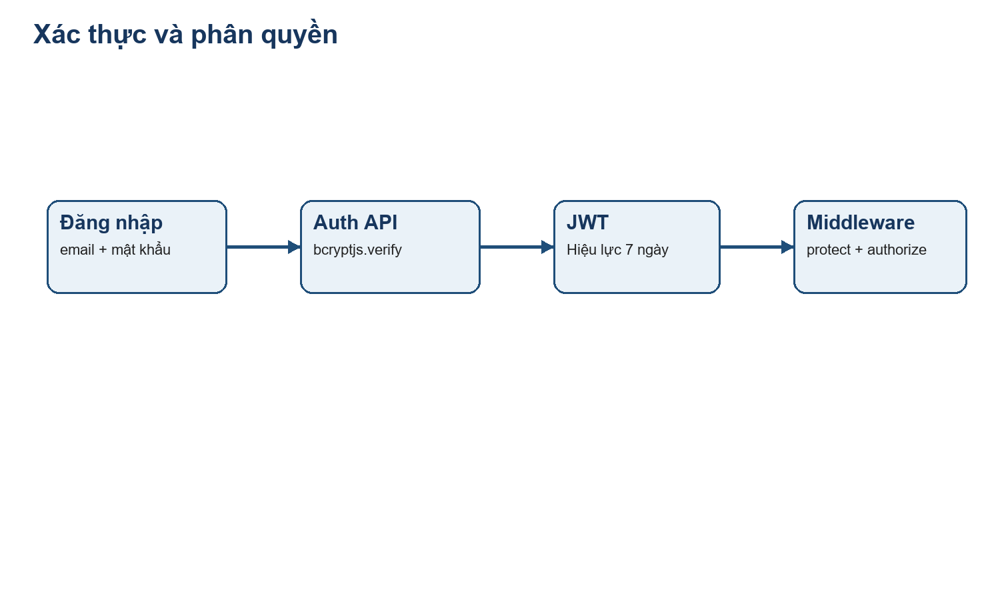 Xác thực và phân quyền
Đăng nhập
email + mật khẩu
Auth API
bcryptjs.verify
JWT
Hiệu lực 7 ngày
Middleware
protect + authorize